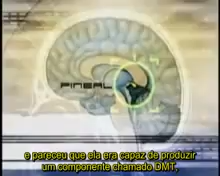 PINEAL
e pareceu que ela era capaz de produzir
um componente chamado DMT,